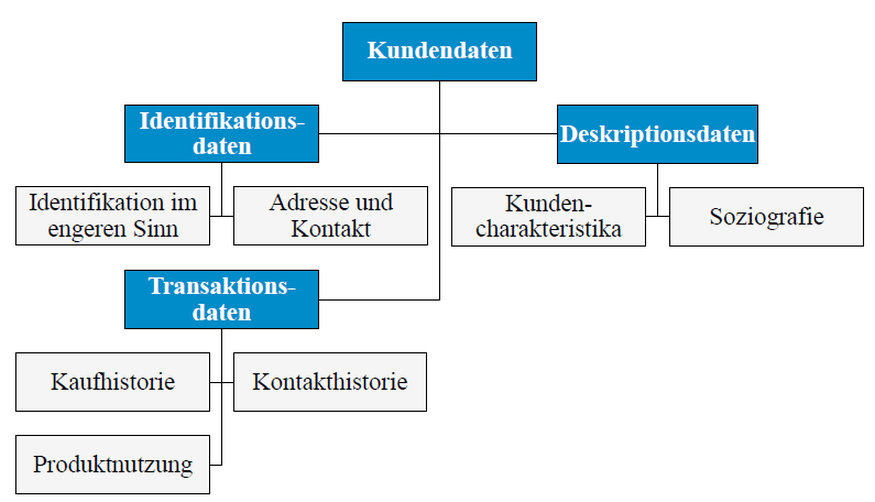 Kundendaten
Identifikations-
daten
Deskriptionsdaten
Identifikation im
engeren Sinn
Adresse und
Kontakt
Kunden-
charakteristika
Soziografie
Transaktions-
daten
Kaufhistorie
Kontakthistorie
Produktnutzung